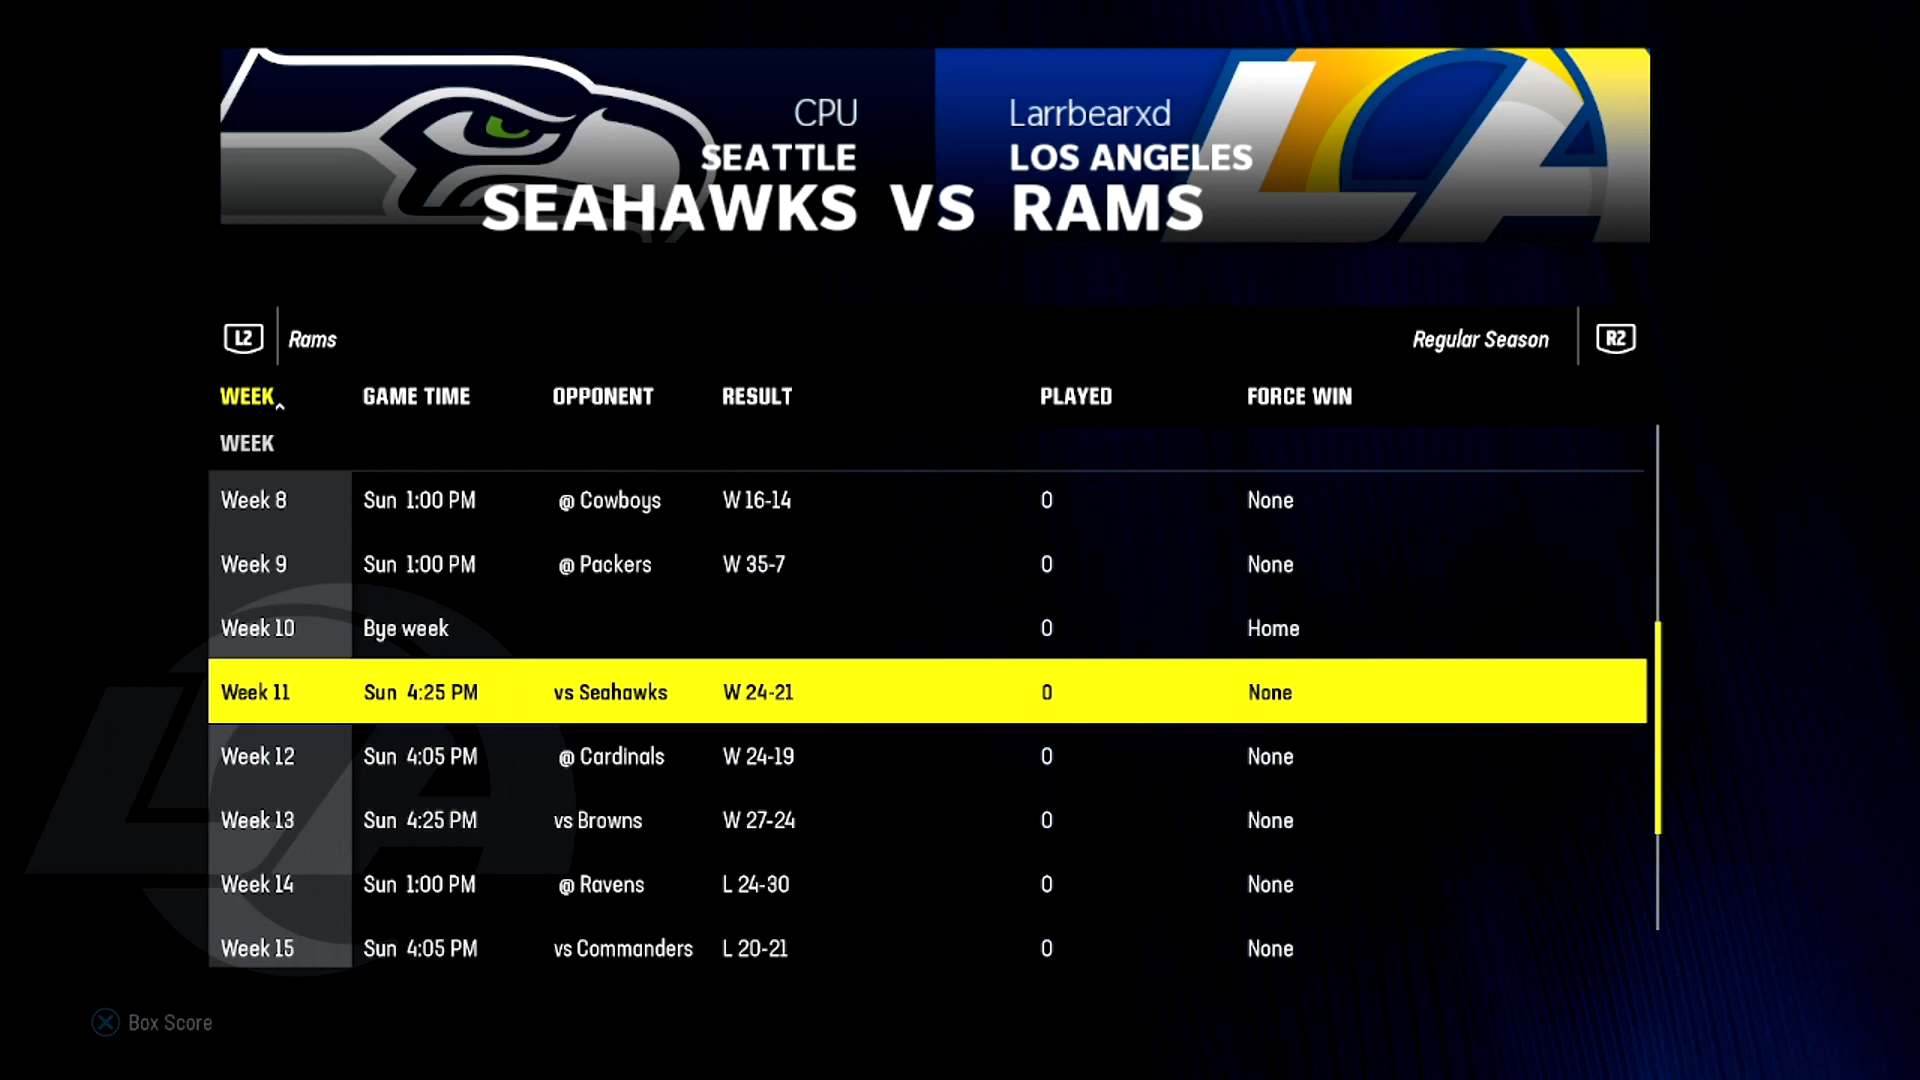 CPU
SEATTLE
SEAHAWKS VS RAMS
Larrbearxd
LOS ANGELES
L2 Rams Regular Season R2
WEEK GAME TIME OPPONENT RESULT PLAYED FORCE WIN
WEEK
Week 8 Sun 1:00 PM @ Cowboys W 16-14 0 None
Week 9 Sun 1:00 PM @ Packers W 35-7 0 None
Week 10 Bye week 0 Home
Week 11 Sun 4:25 PM vs Seahawks W 24-21 0 None
Week 12 Sun 4:05 PM @ Cardinals W 24-19 0 None
Week 13 Sun 4:25 PM vs Browns W 27-24 0 None
Week 14 Sun 1:00 PM @ Ravens L 24-30 0 None
Week 15 Sun 4:05 PM vs Commanders L 20-21 0 None
Box Score